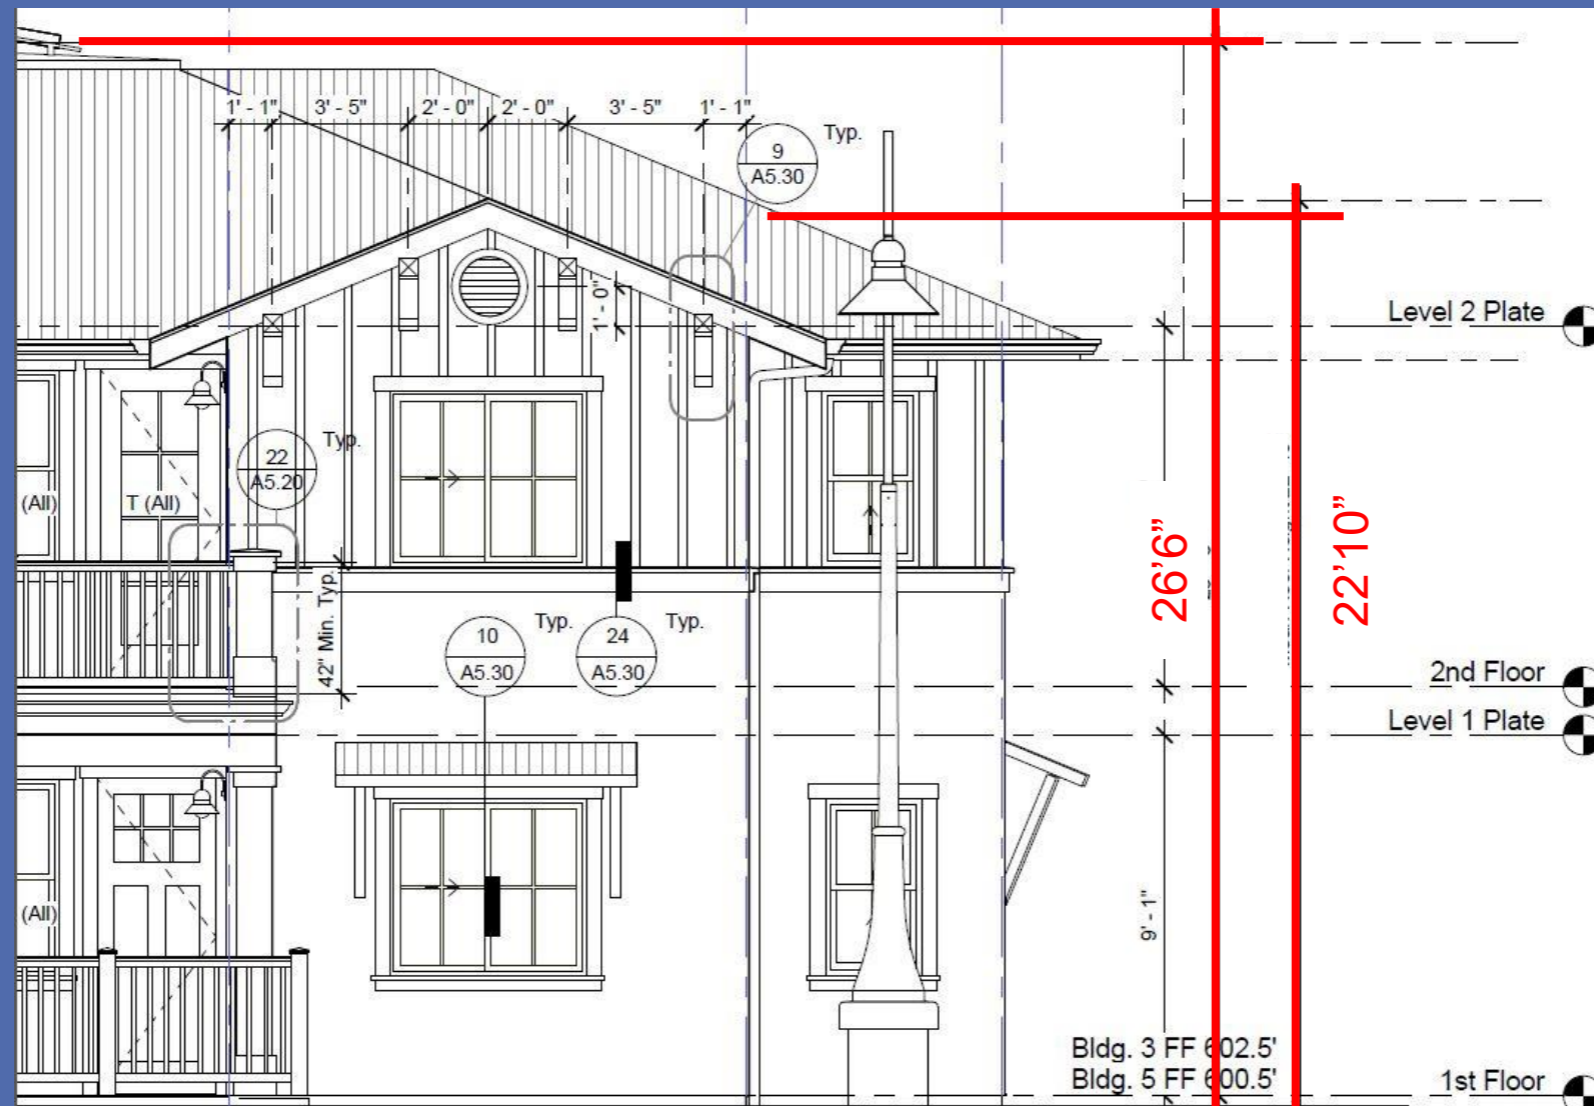 1' - 1"
3' - 5"
2' - 0"
2' - 0"
3' - 5"
1' - 1"
Typ.
9
A5.30
1' - 0"
Level 2 Plate
Typ.
22
A5.20
(All)
T (All)
26'6"
22'10"
42" Min. Typ.
Typ.
10
A5.30
24
A5.30
Typ.
2nd Floor
Level 1 Plate
(All)
9' - 1"
Bldg. 3 FF 602.5'
Bldg. 5 FF 600.5'
1st Floor